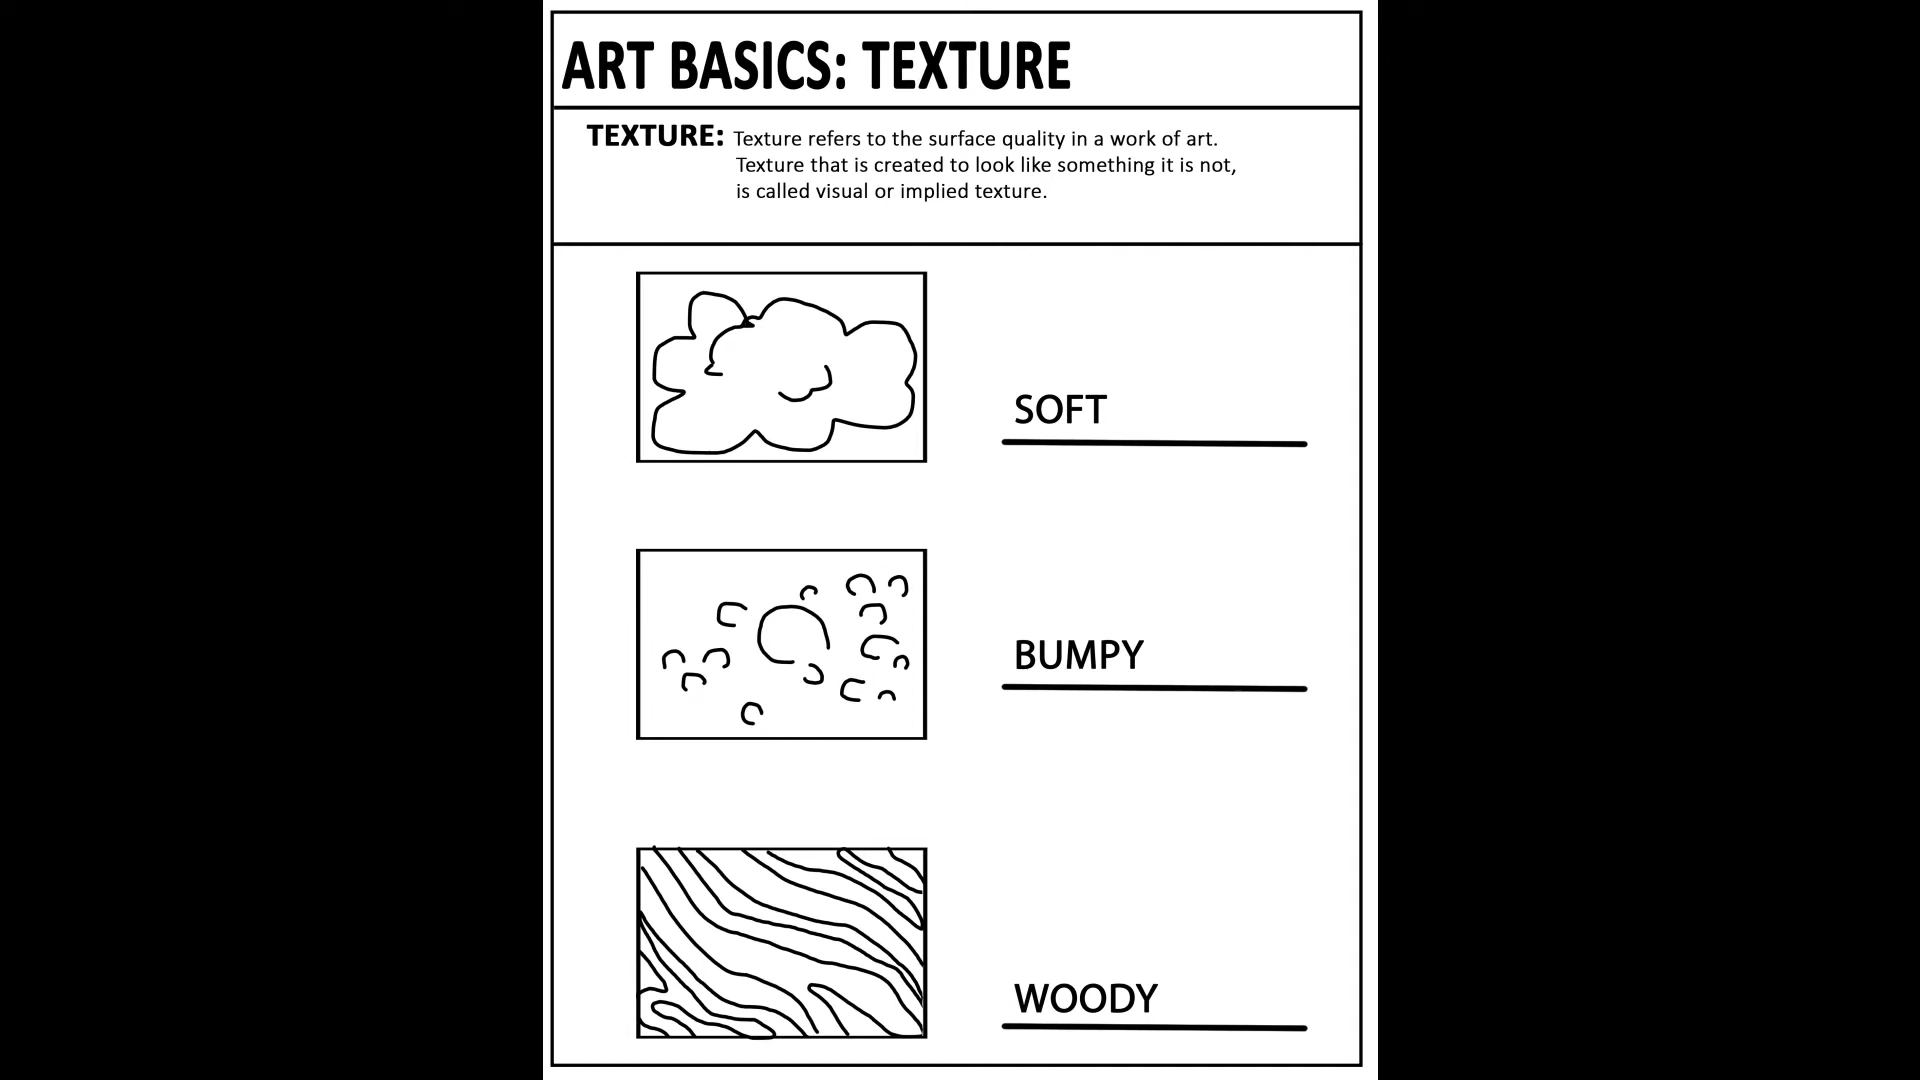 ART BASICS: TEXTURE
TEXTURE: Texture refers to the surface quality in a work of art.
Texture that is created to look like something it is not,
is called visual or implied texture.
SOFT
BUMPY
WOODY